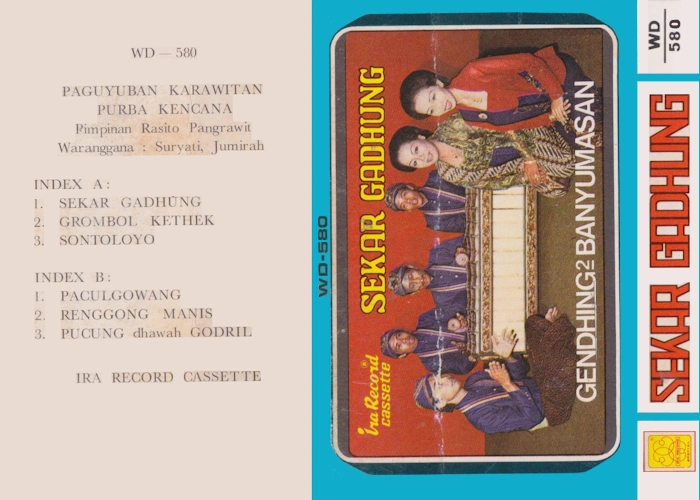 WD — 580
PAGUYUBAN KARAWITAN
PURBA KENCANA
Pimpinan Rasito Pangrawit
Waranggana : Suryati, Jumirah
INDEX A :
1. SEKAR GADHUNG
2. GROMBOL KETHEK
3. SONTOLOYO
INDEX B :
1. PACULGOWANG
2. RENGGONG MANIS
3. PUCUNG dhawah GODRIL
IRA RECORD CASSETTE
WD-580
Ira Record ®
cassette
SEKAR GADHUNG
GENDHING2 BANYUMASAN
WD
580
SEKAR GADHUNG